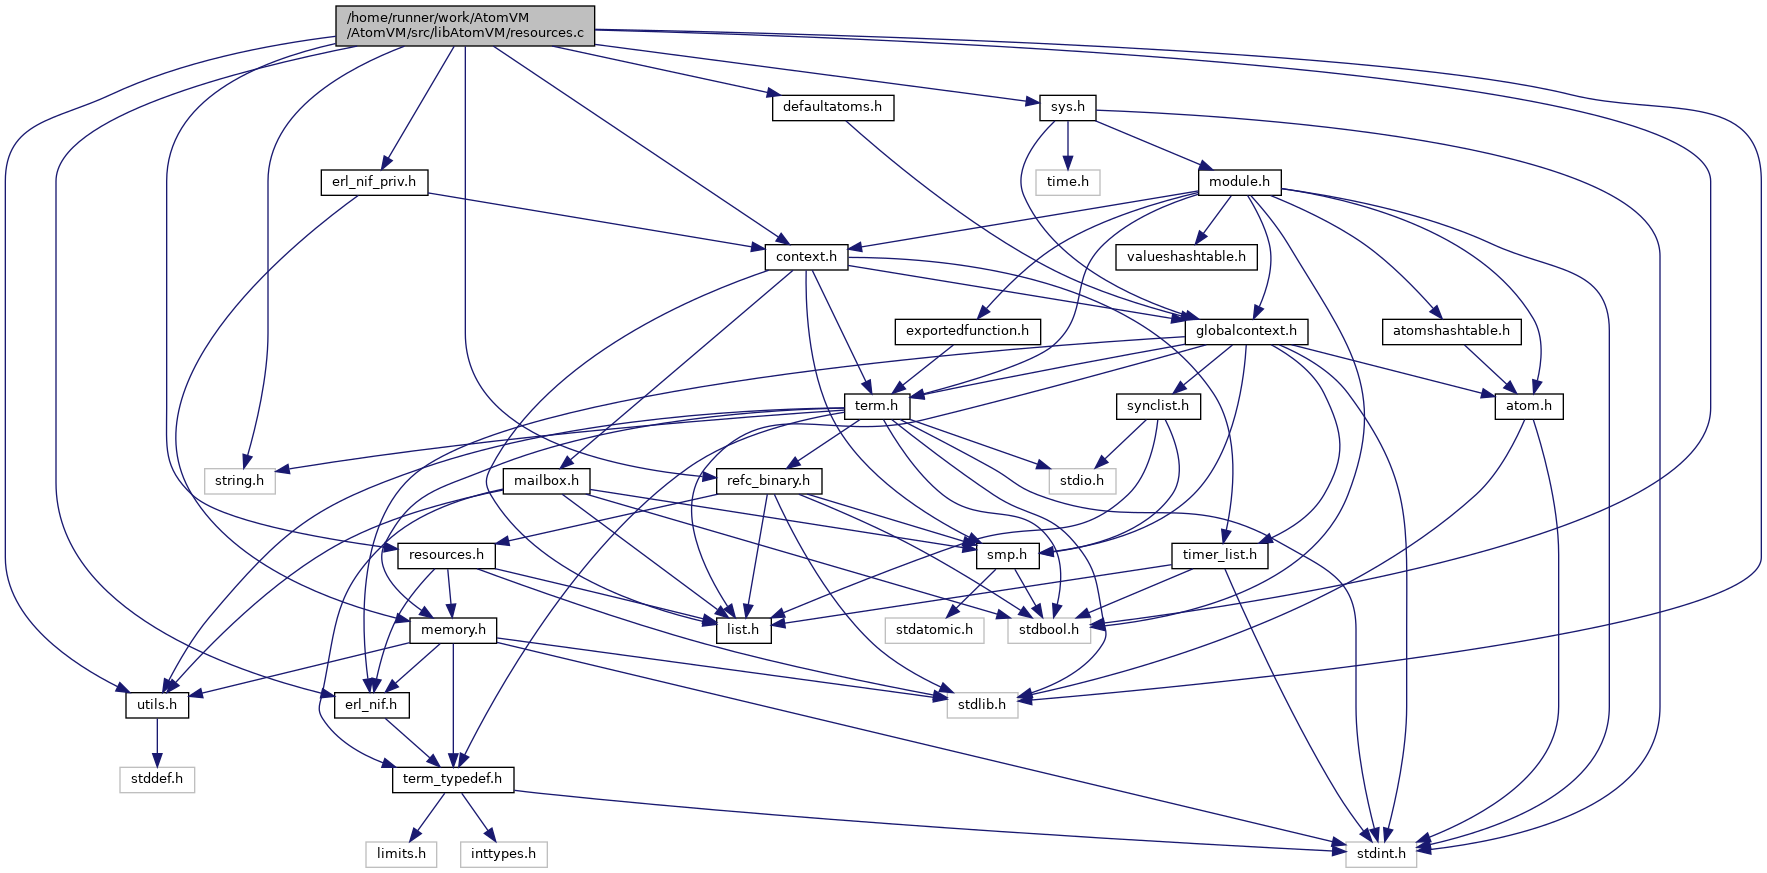 /home/runner/work/AtomVM
/AtomVM/src/libAtomVM/resources.c
defaultatoms.h
sys.h
erl_nif_priv.h
time.h
module.h
context.h
valueshashtable.h
exportedfunction.h
globalcontext.h
atomshashtable.h
term.h
synclist.h
atom.h
string.h
mailbox.h
refc_binary.h
stdio.h
resources.h
smp.h
timer_list.h
memory.h
list.h
stdatomic.h
stdbool.h
utils.h
erl_nif.h
stdlib.h
stddef.h
term_typedef.h
limits.h
inttypes.h
stdint.h